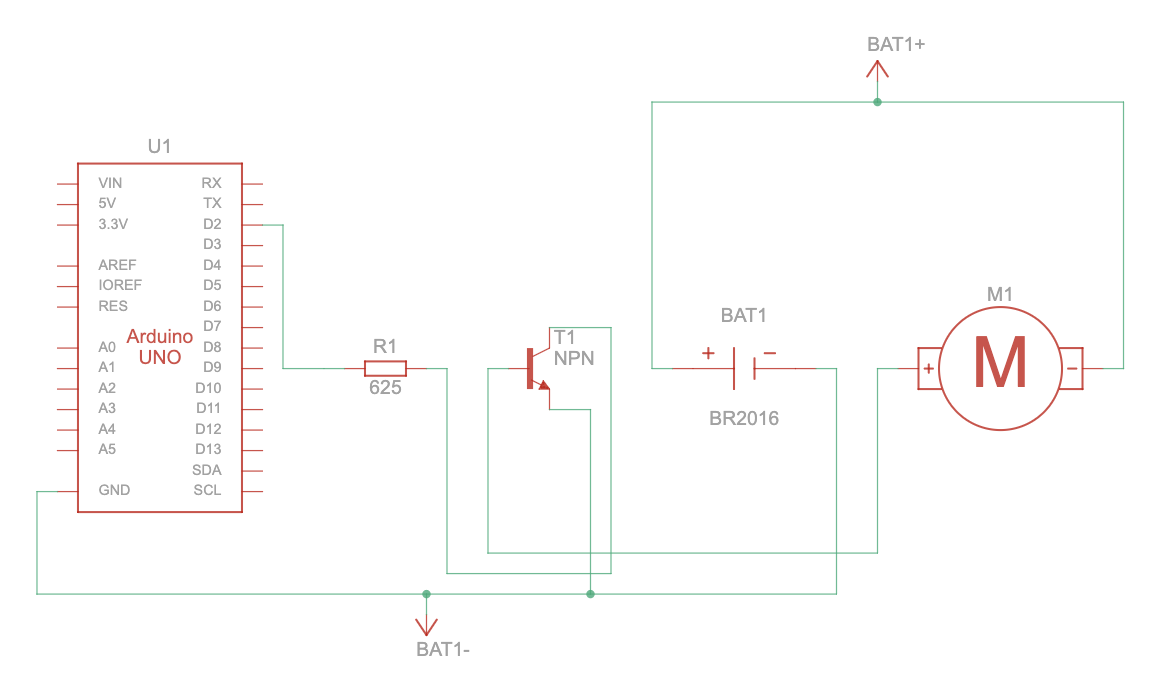 BAT1+
U1
VIN RX
5V TX
3.3V D2
D3
AREF D4
IOREF D5
RES D6
D7
Arduino
UNO
A0 D8
A1 D9
A2 D10
A3 D11
A4 D12
A5 D13
SDA
GND SCL
R1
625
T1
NPN
BAT1
+ −
BR2016
M1
+ M −
BAT1-